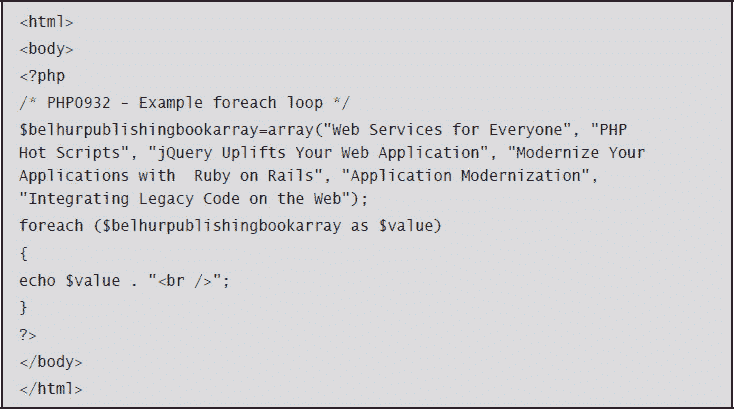 <html>
<body>
<?php
/* PHP0932 – Example foreach loop */
$belhurpublishingbookarray=array("Web Services for Everyone", "PHP
Hot Scripts", "jQuery Uplifts Your Web Application", "Modernize Your
Applications with  Ruby on Rails", "Application Modernization",
"Integrating Legacy Code on the Web");
foreach ($belhurpublishingbookarray as $value)
{
echo $value . "<br />";
}
?>
</body>
</html>